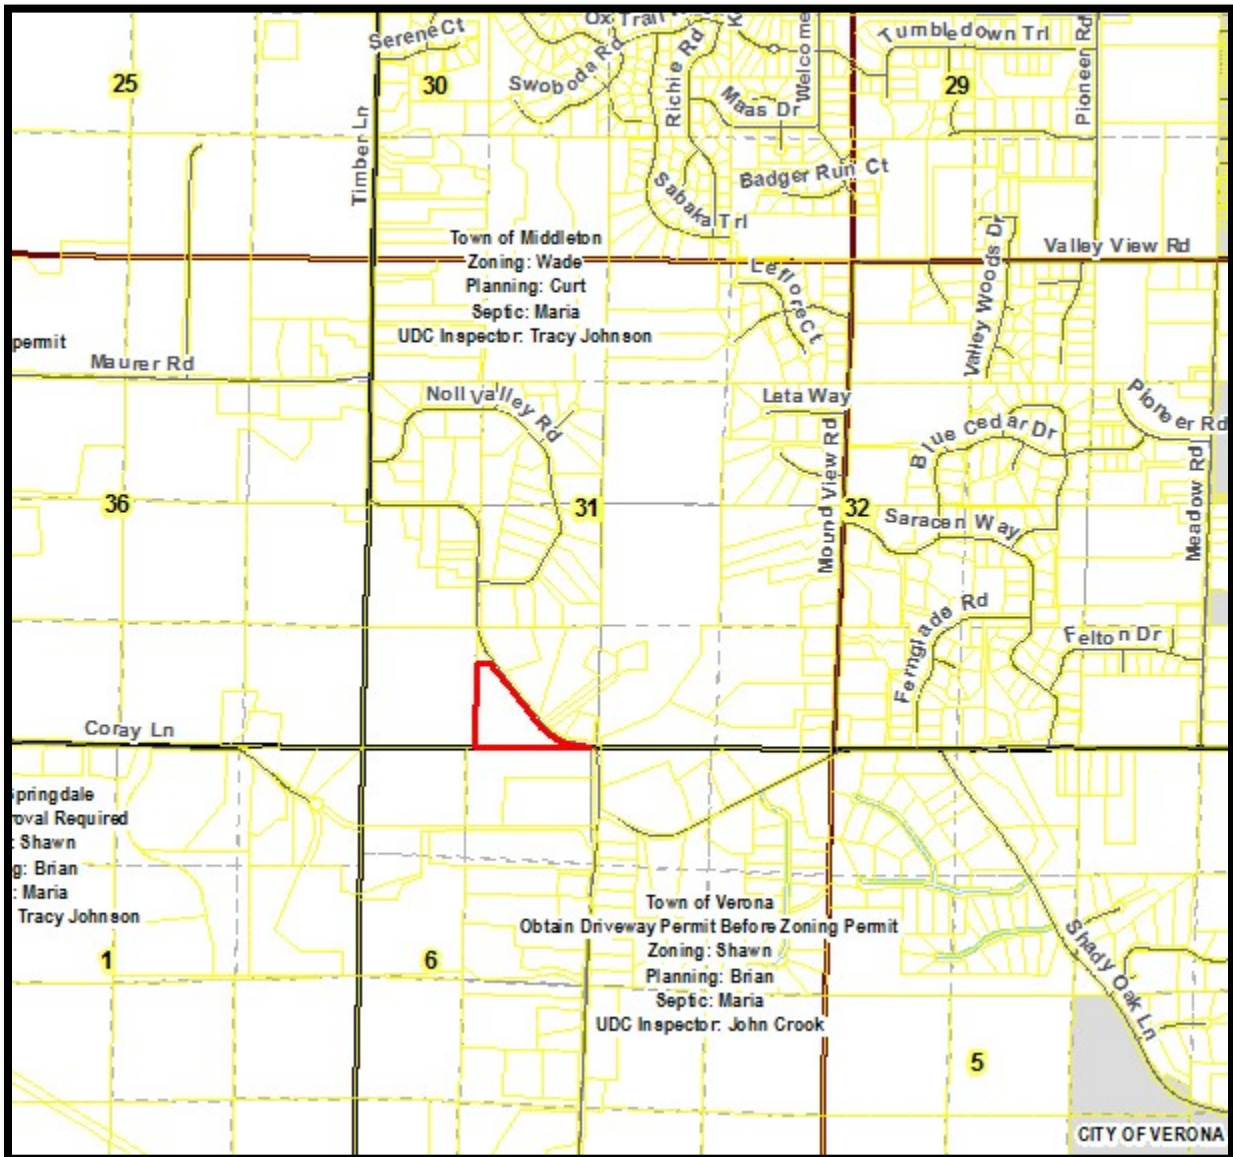 Serene Ct
Ox Trail
Swoboda Rd
Richie Rd
Welcome
Tumbledown Trl
Pioneer Rd
25
30
29
Maas Dr
Timber Ln
Badger Run Ct
Sabaka Trl
Town of Middleton
Zoning: Wade
Planning: Curt
Septic: Maria
UDC Inspector: Tracy Johnson
Valley View Rd
Valley Woods Dr
Leflore Ct
permit
Maurer Rd
Noll Valley Rd
Leta Way
Pioneer Rd
Blue Cedar Dr
Mound View Rd
Meadow Rd
36
31
32
Saracen Way
Fernglade Rd
Felton Dr
Coray Ln
Springdale
roval Required
: Shawn
g: Brian
: Maria
Tracy Johnson
Town of Verona
Obtain Driveway Permit Before Zoning Permit
Zoning: Shawn
Planning: Brian
Septic: Maria
UDC Inspector: John Crook
Shady Oak Ln
1
6
5
CITY OF VERONA